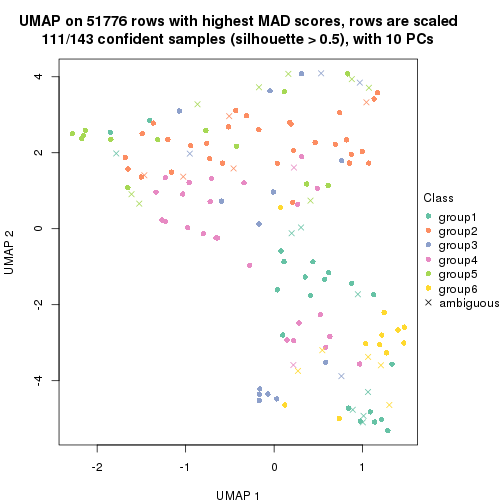 UMAP on 51776 rows with highest MAD scores, rows are scaled
111/143 confident samples (silhouette > 0.5), with 10 PCs
4
2
0
-2
-4
UMAP 2
-2
-1
0
1
UMAP 1
Class
group1
group2
group3
group4
group5
group6
ambiguous